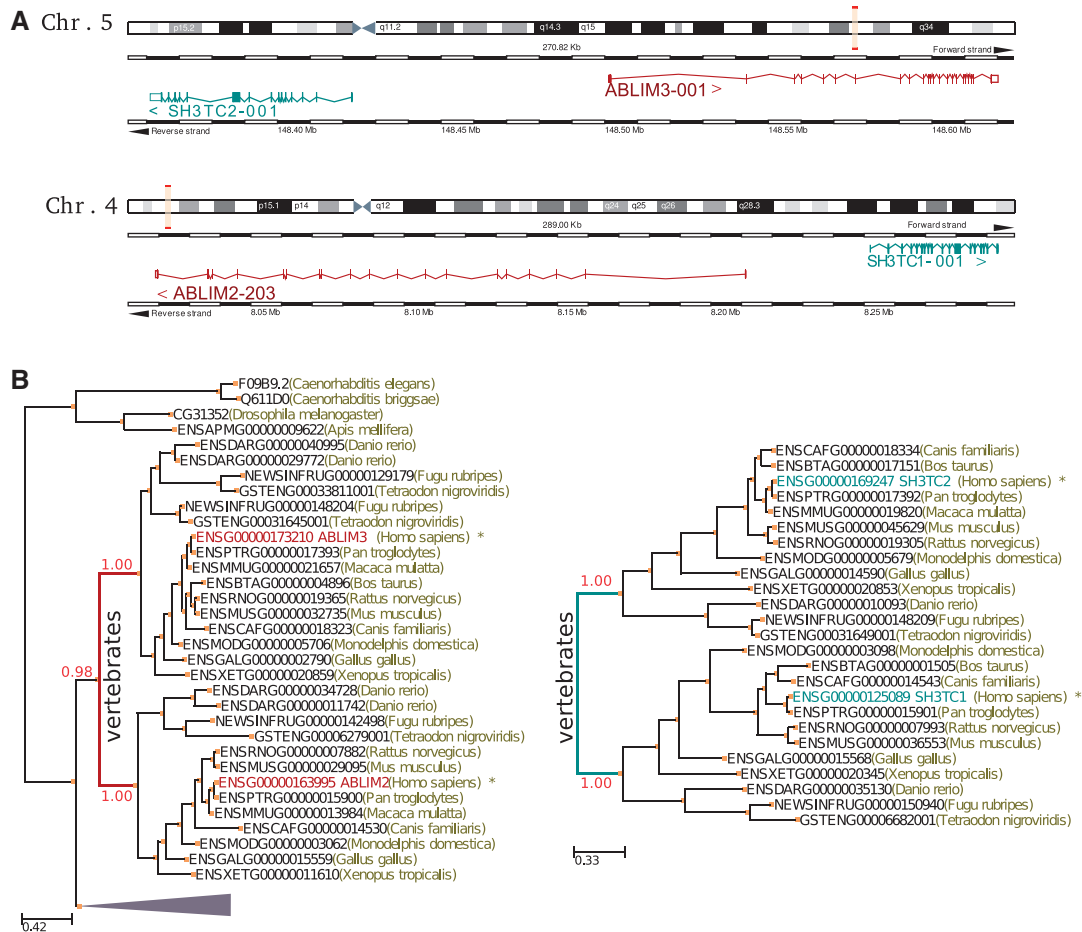 A
Chr. 5
p15.2 q11.2 q14.3 q15 q34
270.82 Kb
Forward strand
ABLIM3-001 >
< SH3TC2-001
Reverse strand
148.40 Mb 148.45 Mb 148.50 Mb 148.55 Mb 148.60 Mb
Chr. 4
p15.1 p14 q12 q24 q25 q26 q28.3
289.00 Kb
Forward strand
SH3TC1-001 >
< ABLIM2-203
Reverse strand
8.05 Mb 8.10 Mb 8.15 Mb 8.20 Mb 8.25 Mb
B
F09B9.2(Caenorhabditis elegans)
Q611D0(Caenorhabditis briggsae)
CG31352(Drosophila melanogaster)
ENSAPMG00000009622(Apis mellifera)
ENSDARG00000040995(Danio rerio)
ENSDARG00000029772(Danio rerio)
NEWSINFRUG00000129179(Fugu rubripes)
GSTENG00033811001(Tetraodon nigroviridis)
NEWSINFRUG00000148204(Fugu rubripes)
GSTENG00031645001(Tetraodon nigroviridis)
ENSG00000173210 ABLIM3 (Homo sapiens) *
ENSPTRG00000017393(Pan troglodytes)
ENSMMUG00000021657(Macaca mulatta)
ENSBTAG00000004896(Bos taurus)
ENSRNOG00000019365(Rattus norvegicus)
ENSMUSG00000032735(Mus musculus)
ENSCAFG00000018323(Canis familiaris)
ENSMODG00000005706(Monodelphis domestica)
ENSGALG00000002790(Gallus gallus)
ENSXETG00000020859(Xenopus tropicalis)
ENSDARG00000034728(Danio rerio)
ENSDARG00000011742(Danio rerio)
NEWSINFRUG00000142498(Fugu rubripes)
GSTENG00006279001(Tetraodon nigroviridis)
ENSRNOG00000007882(Rattus norvegicus)
ENSMUSG00000029095(Mus musculus)
ENSG00000163995 ABLIM2(Homo sapiens) *
ENSPTRG00000015900(Pan troglodytes)
ENSMMUG00000013984(Macaca mulatta)
ENSCAFG00000014530(Canis familiaris)
ENSMODG00000003062(Monodelphis domestica)
ENSGALG00000015559(Gallus gallus)
ENSXETG00000011610(Xenopus tropicalis)
1.00
0.98
vertebrates
1.00
0.42
ENSCAFG00000018334(Canis familiaris)
ENSBTAG00000017151(Bos taurus)
ENSG00000169247 SH3TC2 (Homo sapiens) *
ENSPTRG00000017392(Pan troglodytes)
ENSMMUG00000019820(Macaca mulatta)
ENSMUSG00000045629(Mus musculus)
ENSRNOG00000019305(Rattus norvegicus)
ENSMODG00000005679(Monodelphis domestica)
ENSGALG00000014590(Gallus gallus)
ENSXETG00000020853(Xenopus tropicalis)
ENSDARG00000010093(Danio rerio)
NEWSINFRUG00000148209(Fugu rubripes)
GSTENG00031649001(Tetraodon nigroviridis)
ENSMODG00000003098(Monodelphis domestica)
ENSBTAG00000001505(Bos taurus)
ENSCAFG00000014543(Canis familiaris)
ENSG00000125089 SH3TC1 (Homo sapiens) *
ENSPTRG00000015901(Pan troglodytes)
ENSRNOG00000007993(Rattus norvegicus)
ENSMUSG00000036553(Mus musculus)
ENSGALG00000015568(Gallus gallus)
ENSXETG00000020345(Xenopus tropicalis)
ENSDARG00000035130(Danio rerio)
NEWSINFRUG00000150940(Fugu rubripes)
GSTENG00006682001(Tetraodon nigroviridis)
1.00
vertebrates
1.00
0.33